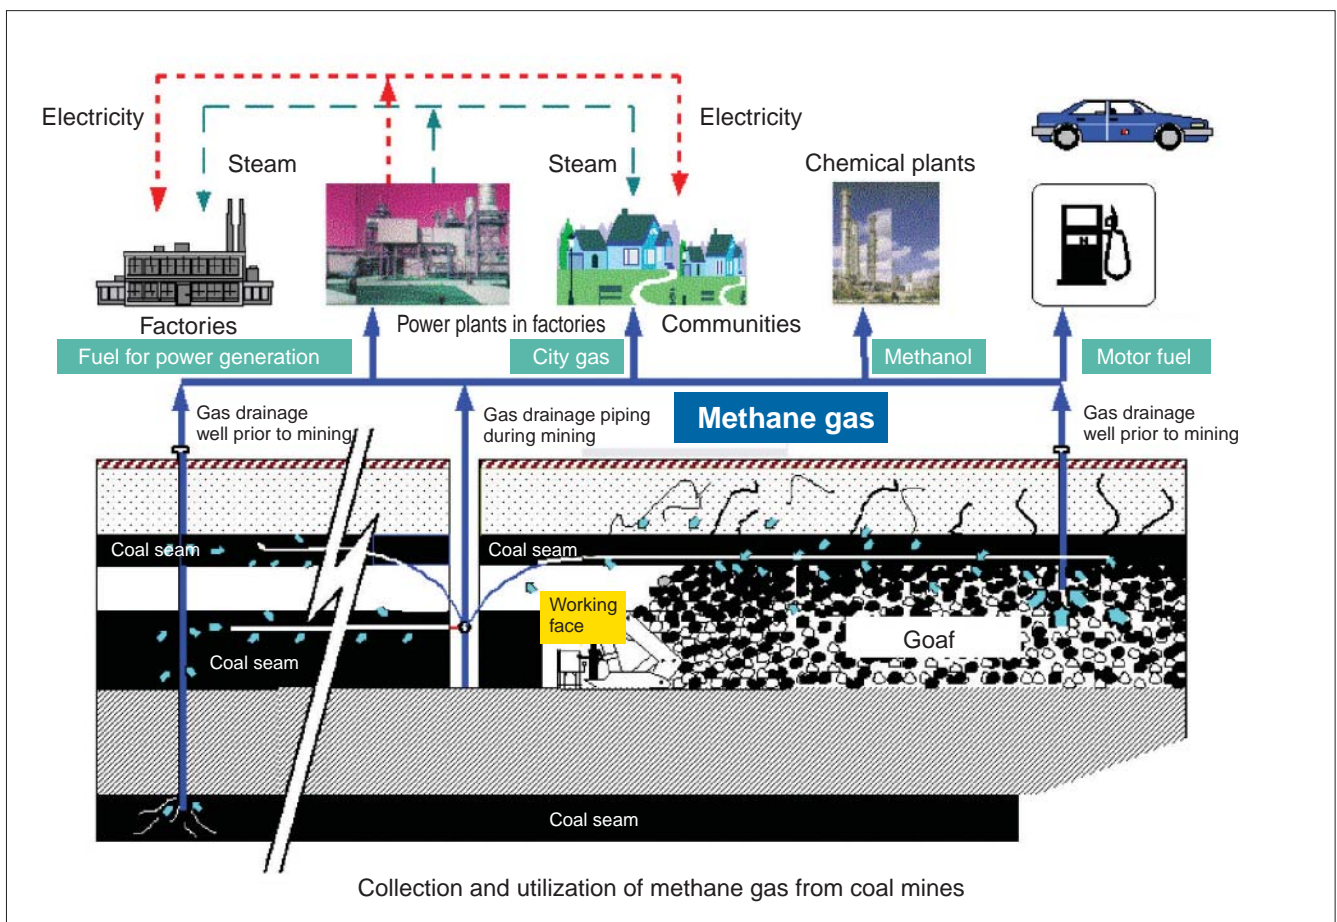 Electricity
Electricity
Steam
Steam
Chemical plants
N
Factories
Power plants in factories
Communities
Fuel for power generation
City gas
Methanol
Motor fuel
Gas drainage
well prior to mining
Gas drainage piping
during mining
Methane gas
Gas drainage
well prior to mining
Coal seam
Coal seam
Working
face
Goaf
Coal seam
Coal seam
Collection and utilization of methane gas from coal mines